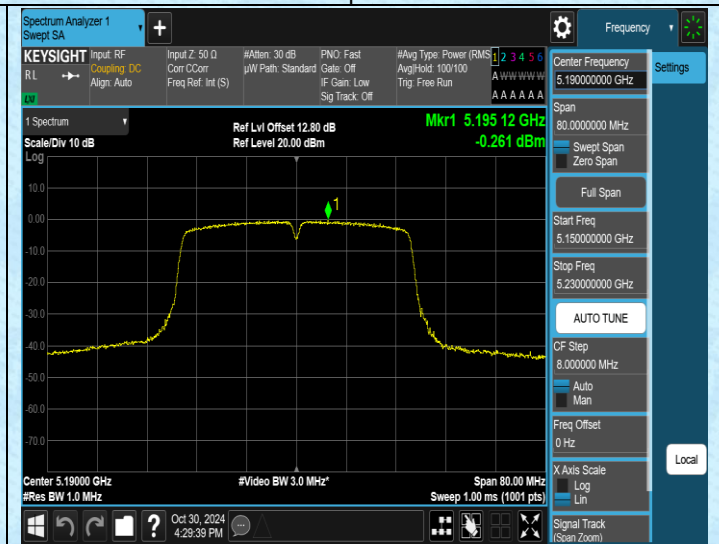 Spectrum Analyzer 1
Swept SA
Frequency
KEYSIGHT
RL
Input: RF
Coupling: DC
Align: Auto
Input Z: 50 Ω
Corr CCorr
Freq Ref: Int (S)
#Atten: 30 dB
µW Path: Standard
PNO: Fast
Gate: Off
IF Gain: Low
Sig Track: Off
#Avg Type: Power (RMS
Avg|Hold: 100/100
Trig: Free Run
1 2 3 4 5 6
A W W W W W
A A A A A A
1 Spectrum
Scale/Div 10 dB
Ref Lvl Offset 12.80 dB
Ref Level 20.00 dBm
Mkr1 5.195 12 GHz
-0.261 dBm
Log
10.0
0.00
-10.0
-20.0
-30.0
-40.0
-50.0
-60.0
-70.0
1
Center 5.19000 GHz
#Res BW 1.0 MHz
#Video BW 3.0 MHz*
Span 80.00 MHz
Sweep 1.00 ms (1001 pts)
Oct 30, 2024
4:29:39 PM
Center Frequency
5.190000000 GHz
Span
80.0000000 MHz
Swept Span
Zero Span
Full Span
Start Freq
5.150000000 GHz
Stop Freq
5.230000000 GHz
AUTO TUNE
CF Step
8.000000 MHz
Auto
Man
Freq Offset
0 Hz
X Axis Scale
Log
Lin
Signal Track
(Span Zoom)
Settings
Local